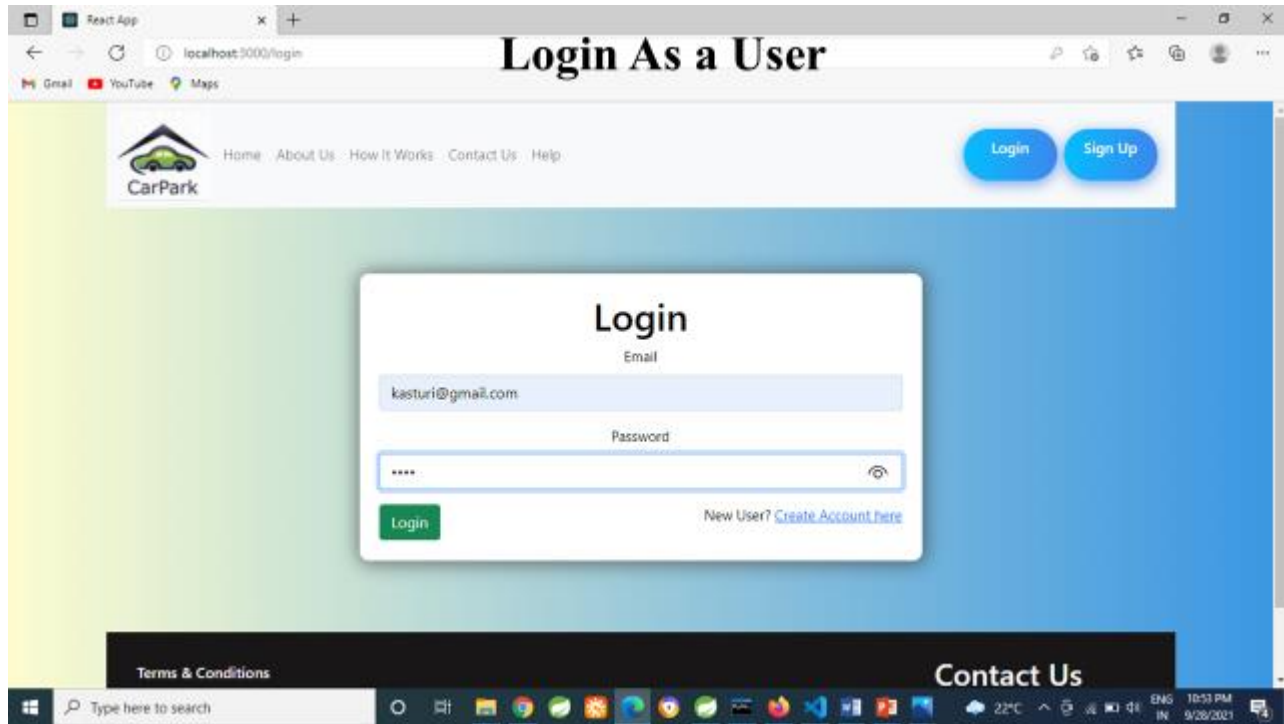 React App
localhost:3000/login
Login As a User
Gmail YouTube Maps
CarPark
Home About Us How It Works Contact Us Help
Login Sign Up
Login
Email
kasturi@gmail.com
Password
••••
Login
New User? Create Account here
Terms & Conditions
Contact Us
Type here to search
22°C
ENG
IN
10:53 PM
9/28/2021